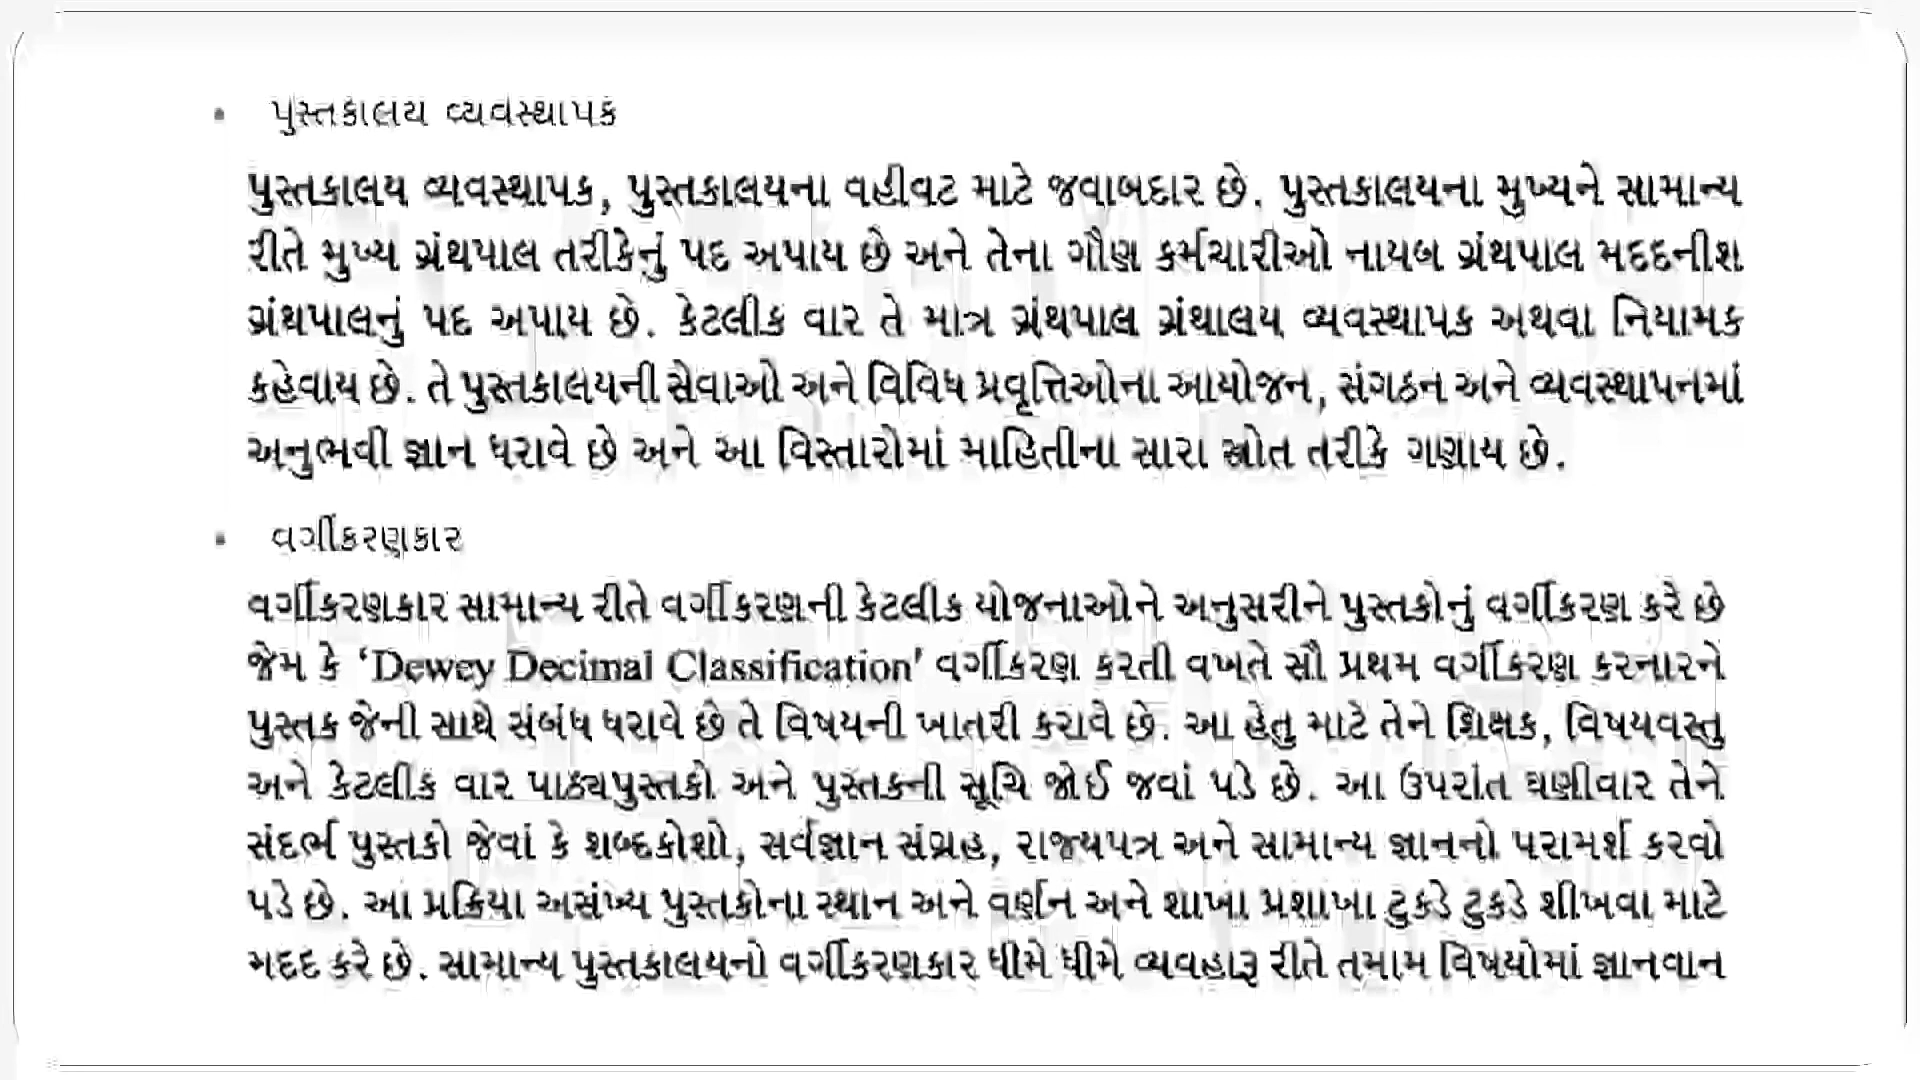 • પુસ્તકાલય વ્યવસ્થાપક
પુસ્તકાલય વ્યવસ્થાપક, પુસ્તકાલયના વહીવટ માટે જવાબદાર છે. પુસ્તકાલયના મુખ્યને સામાન્ય
રીતે મુખ્ય ગ્રંથપાલ તરીકેનું પદ અપાય છે અને તેના ગૌણ કર્મચારીઓ નાયબ ગ્રંથપાલ મદદનીશ
ગ્રંથપાલનું પદ અપાય છે. કેટલીક વાર તે માત્ર ગ્રંથપાલ ગ્રંથાલય વ્યવસ્થાપક અથવા નિયામક
કહેવાય છે. તે પુસ્તકાલયની સેવાઓ અને વિવિધ પ્રવૃત્તિઓના આયોજન, સંગઠન અને વ્યવસ્થાપનમાં
અનુભવી જ્ઞાન ધરાવે છે અને આ વિસ્તારોમાં માહિતીના સારા સ્ત્રોત તરીકે ગણાય છે.
• વર્ગીકરણકાર
વર્ગીકરણકાર સામાન્ય રીતે વર્ગીકરણની કેટલીક યોજનાઓને અનુસરીને પુસ્તકોનું વર્ગીકરણ કરે છે
જેમ કે ‘Dewey Decimal Classification’ વર્ગીકરણ કરતી વખતે સૌ પ્રથમ વર્ગીકરણ કરનારને
પુસ્તક જેની સાથે સંબંધ ધરાવે છે તે વિષયની ખાતરી કરાવે છે. આ હેતુ માટે તેને શિક્ષક, વિષયવસ્તુ
અને કેટલીક વાર પાઠ્યપુસ્તકો અને પુસ્તકની સૂચિ જોઈ જવાં પડે છે. આ ઉપરાંત ઘણીવાર તેને
સંદર્ભ પુસ્તકો જેવાં કે શબ્દકોશો, સર્વજ્ઞાન સંગ્રહ, રાજ્યપત્ર અને સામાન્ય જ્ઞાનનો પરામર્શ કરવો
પડે છે. આ પ્રક્રિયા અસંખ્ય પુસ્તકોના સ્થાન અને વર્ણન અને શાખા પ્રશાખા ટુકડે ટુકડે શીખવા માટે
મદદ કરે છે. સામાન્ય પુસ્તકાલયનો વર્ગીકરણકાર ધીમે ધીમે વ્યવહારૂ રીતે તમામ વિષયોમાં જ્ઞાનવાન